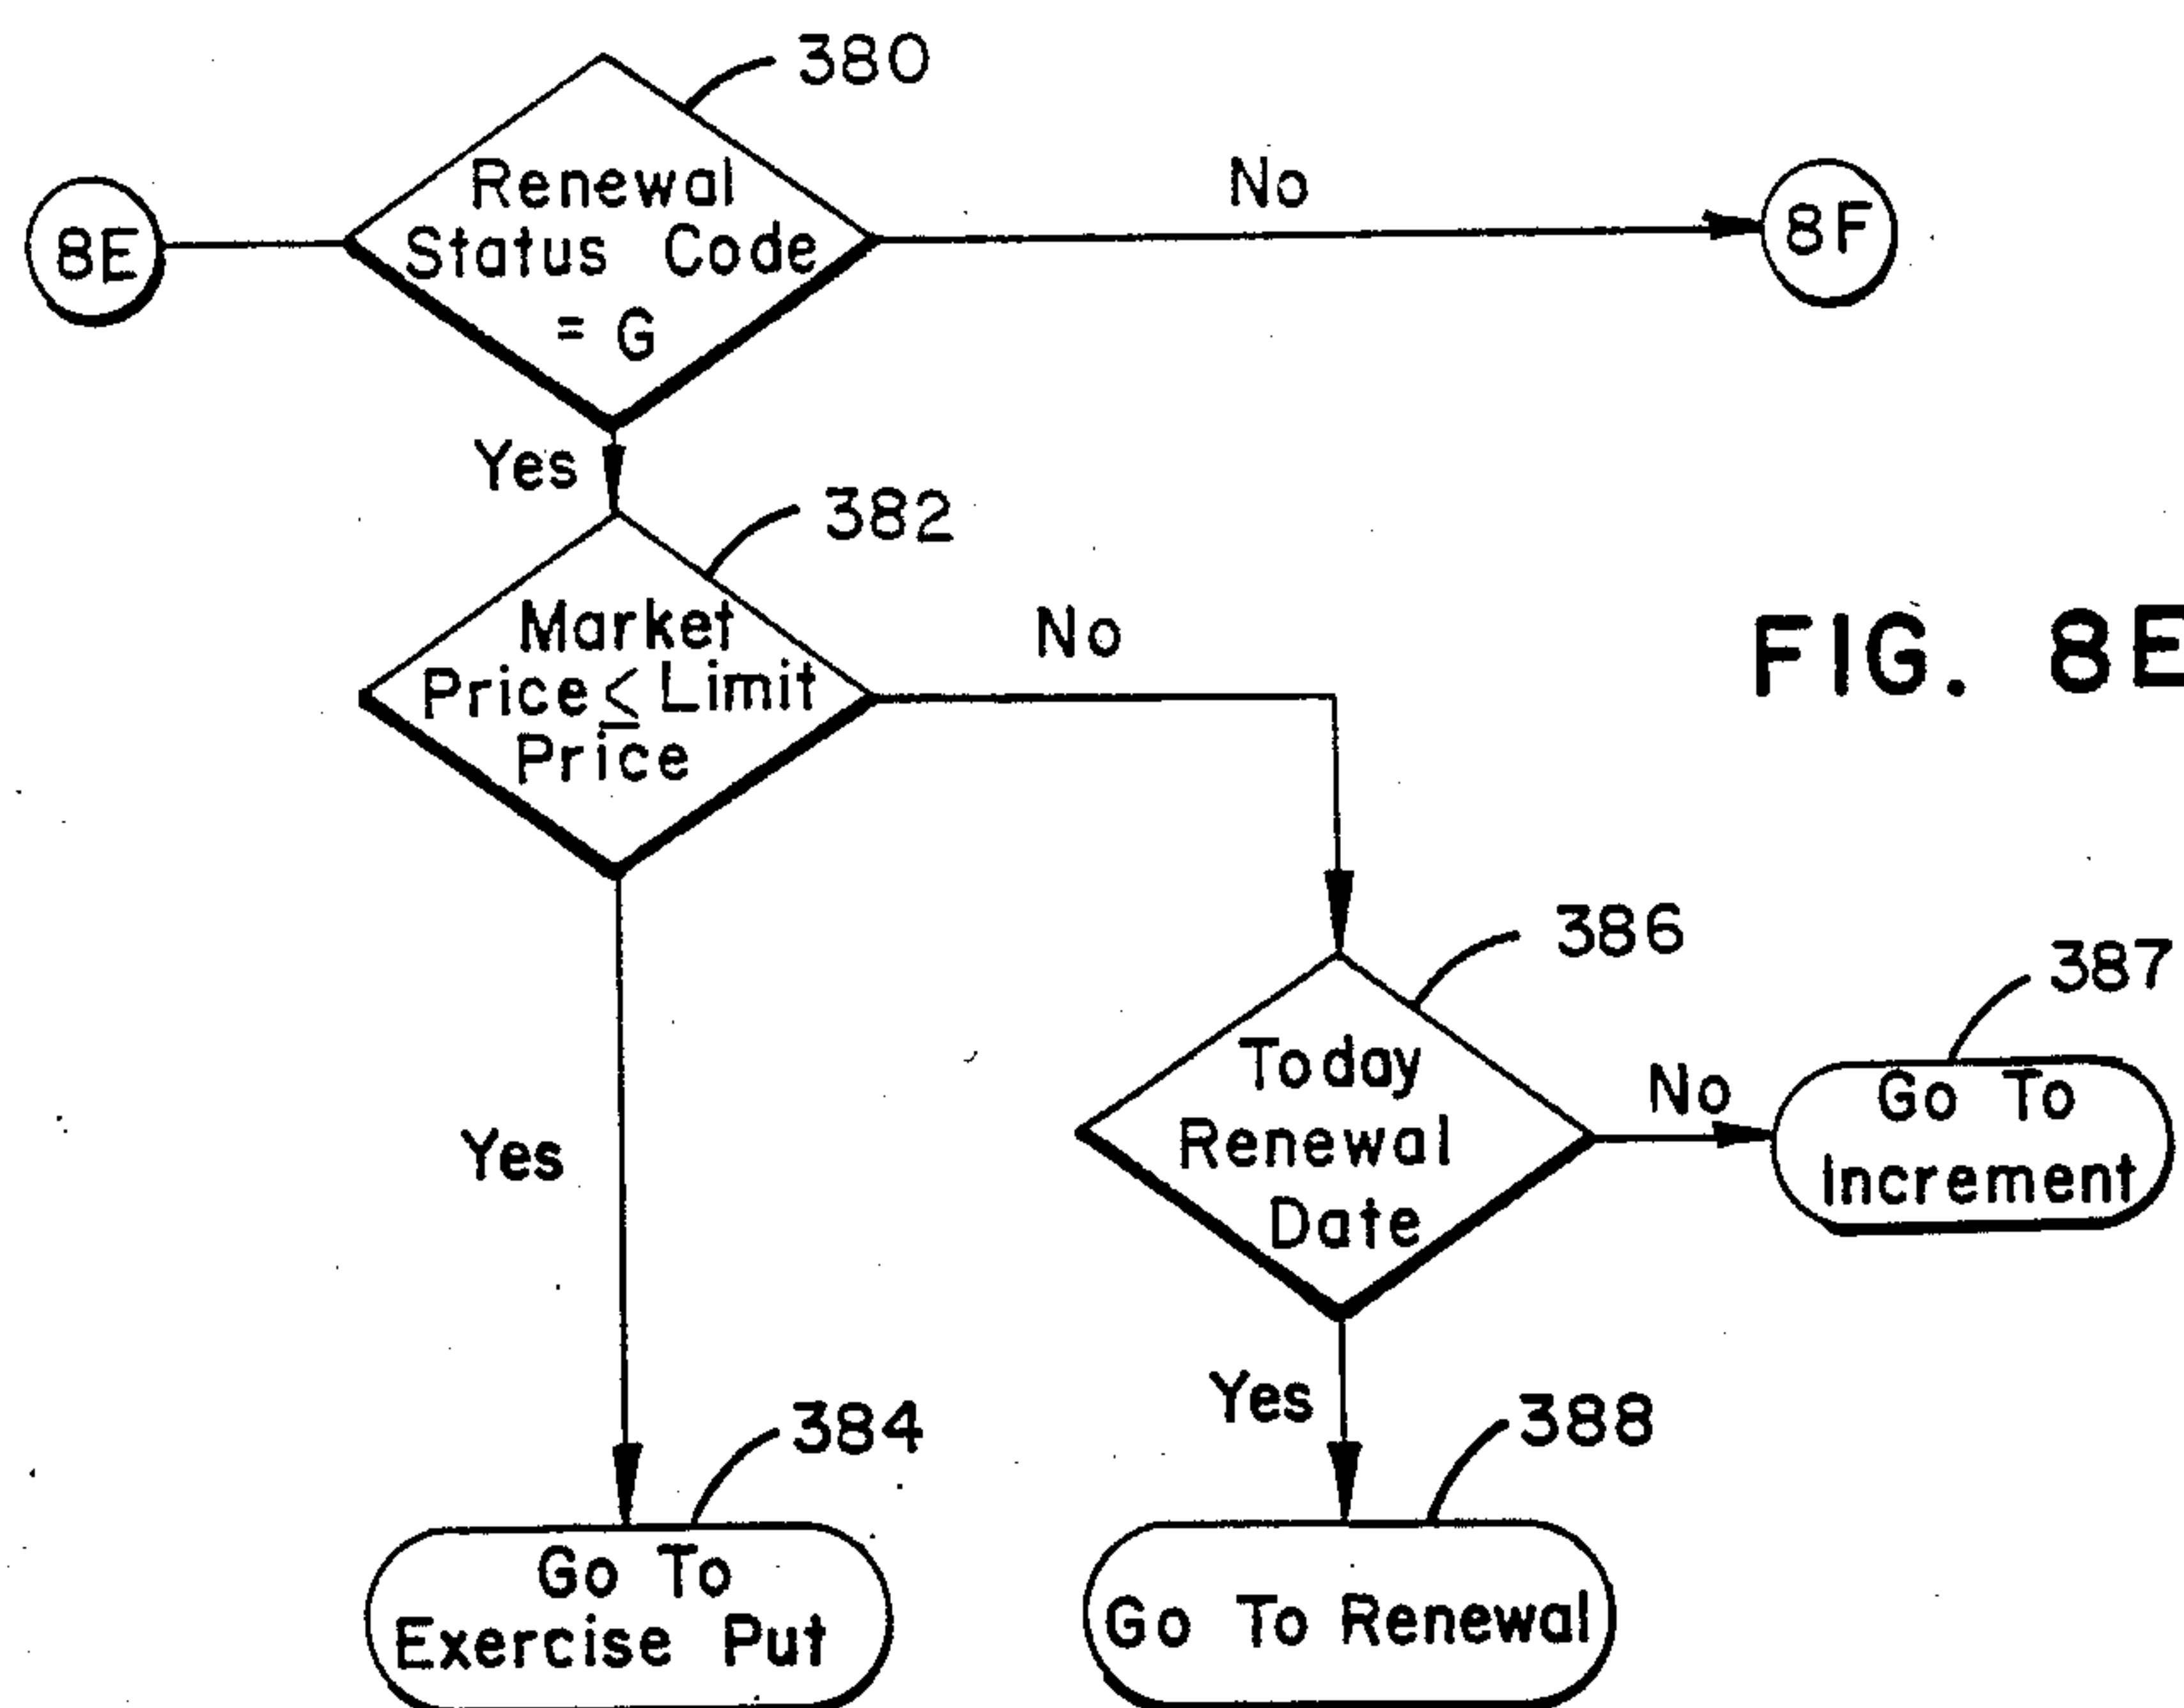 380
Renewal
Status Code
= G
No
8E
8F
Yes
382
Market
Price ≤ Limit
Price
No
FIG. 8E
386
387
Today
Renewal
Date
No
Go To
Increment
Yes
Yes
384
388
Go To
Exercise Put
Go To Renewal